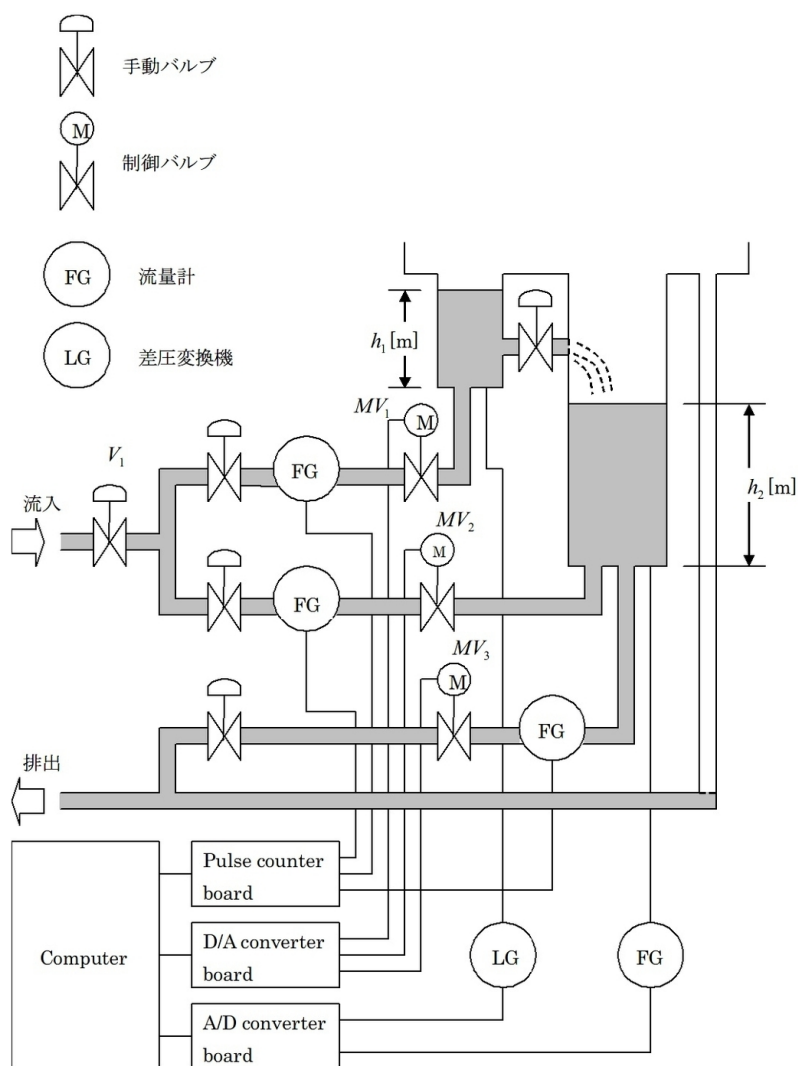 手動バルブ
M
制御バルブ
FG
流量計
LG
差圧変換機
h₁[m]
MV₁
M
V₁
FG
流入
h₂[m]
MV₂
M
FG
MV₃
M
FG
排出
Pulse counter
board
D/A converter
board
Computer
LG
FG
A/D converter
board